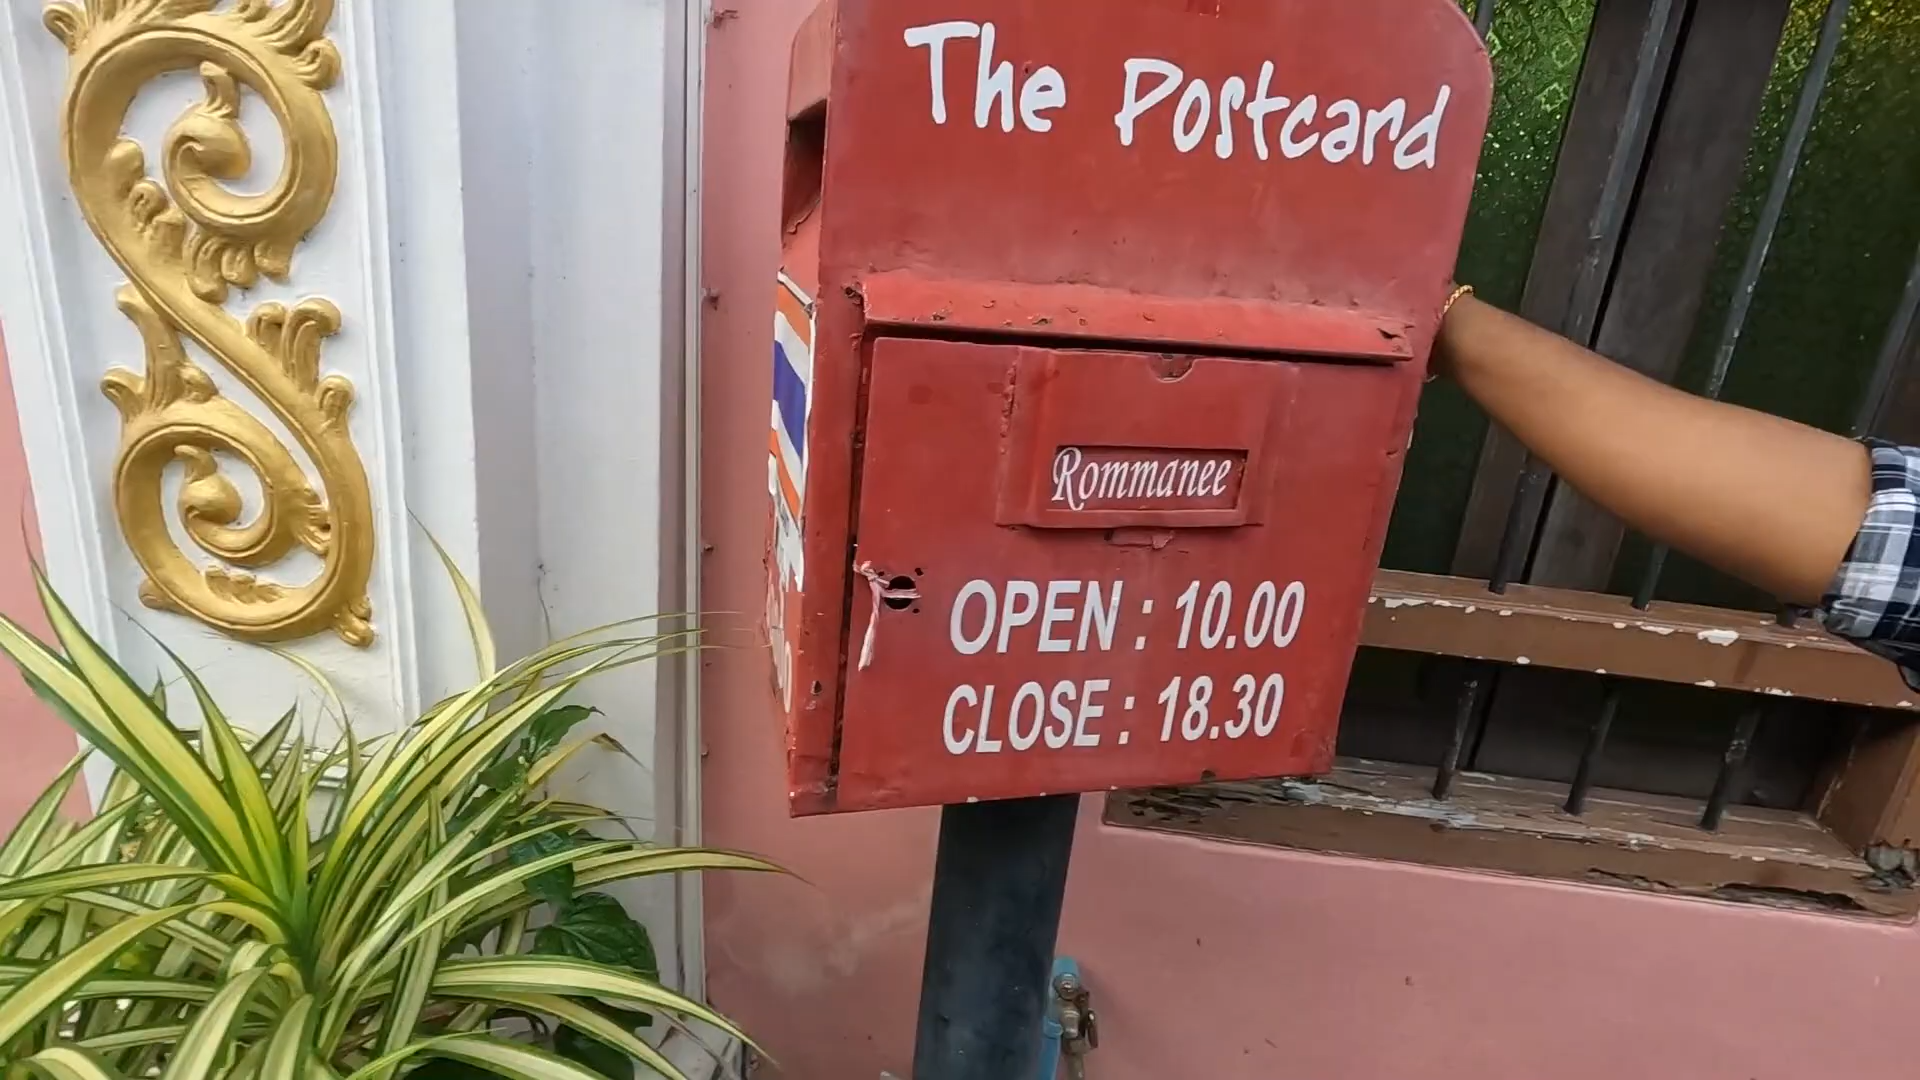 The Postcard
Rommanee
OPEN : 10.00
CLOSE : 18.30